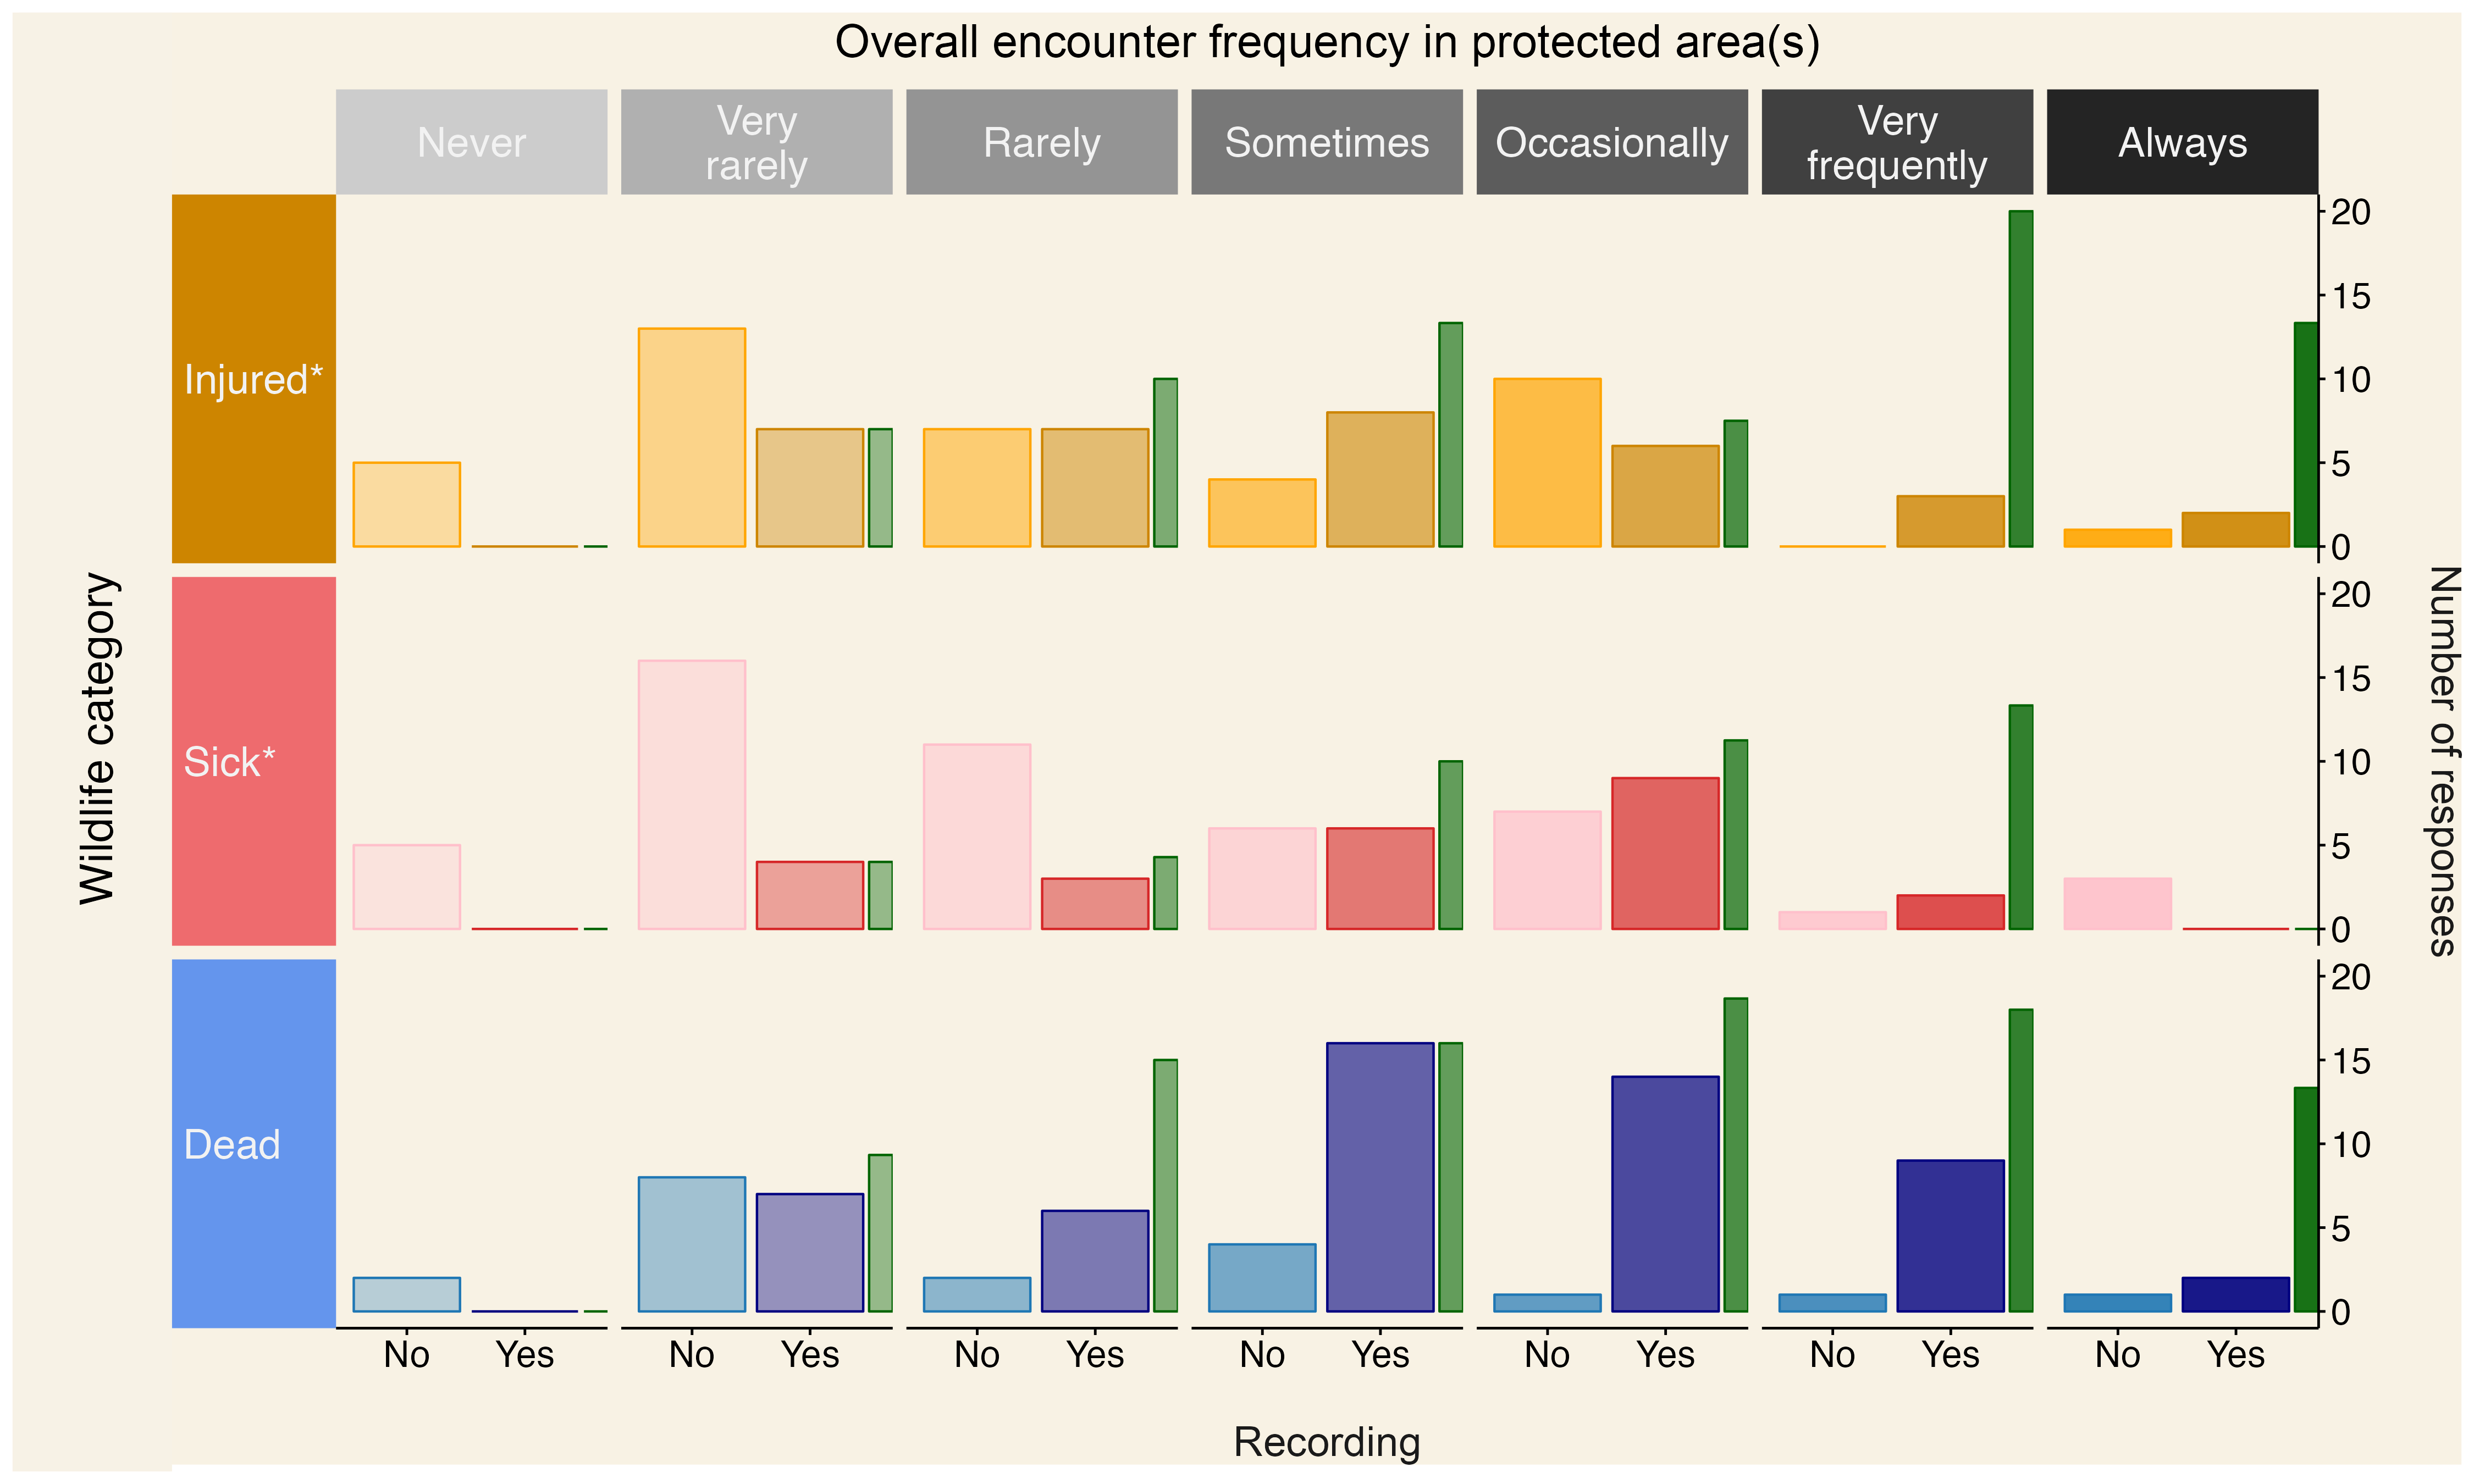 Overall encounter frequency in protected area(s)
Never
Very
rarely
Rarely
Sometimes
Occasionally
Very
frequently
Always
Wildlife category
Injured*
20
15
10
5
0
Sick*
20
15
10
5
0
Number of responses
Dead
20
15
10
5
0
No Yes No Yes No Yes No Yes No Yes No Yes No Yes
Recording